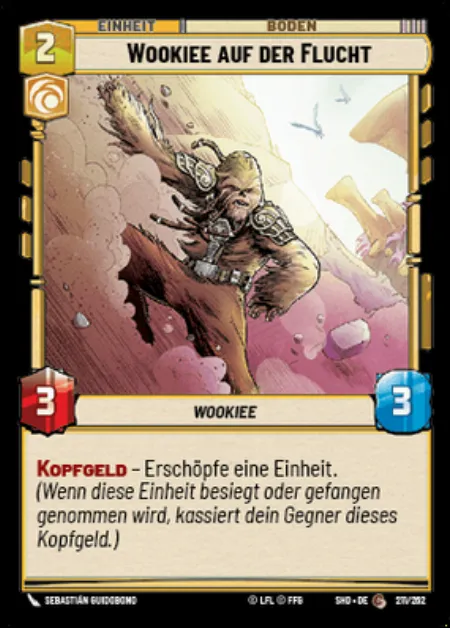 EINHEIT
BODEN
2
WOOKIEE AUF DER FLUCHT
3
WOOKIEE
3
KOPFGELD – Erschöpfe eine Einheit.
(Wenn diese Einheit besiegt oder gefangen
genommen wird, kassiert dein Gegner dieses
Kopfgeld.)
SEBASTIÁN GUIDOBONO
© LFL © FFG
SHD • DE
C
211/262